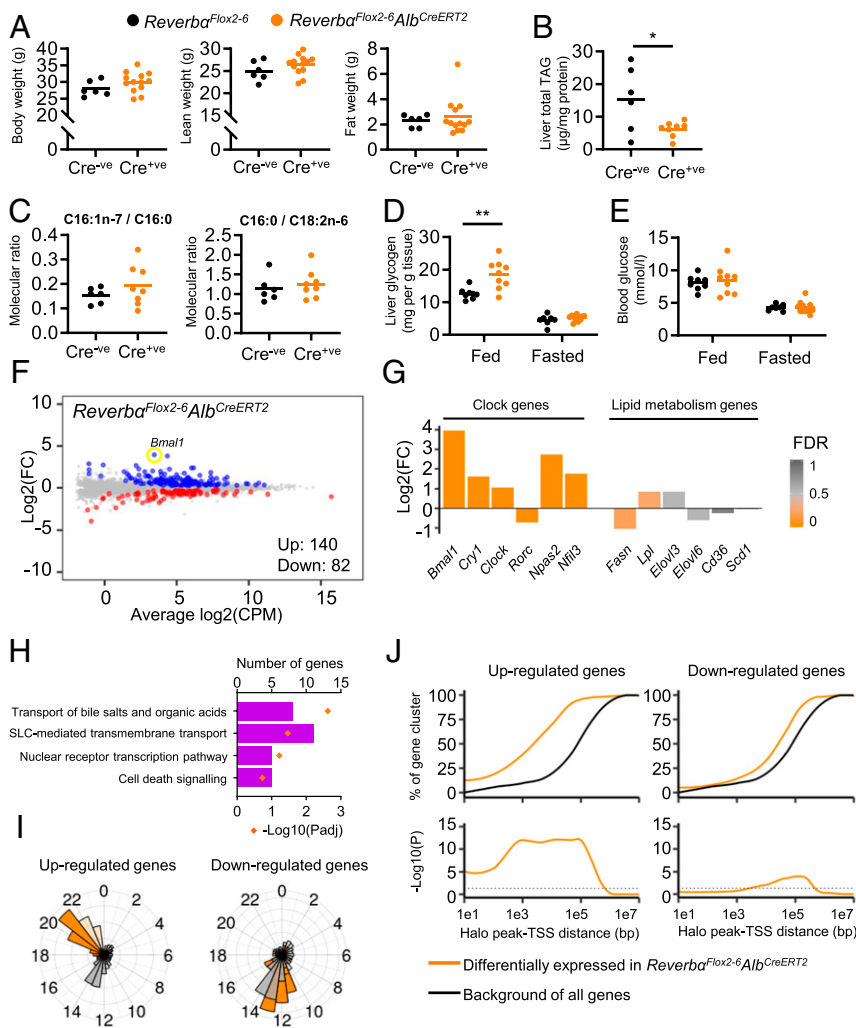 Reverbα^Flox2-6
Reverbα^Flox2-6Alb^CreERT2
A
Body weight (g)
40
35
30
25
0
Cre-ve Cre+ve
Lean weight (g)
30
25
20
0
Cre-ve Cre+ve
Fat weight (g)
8
6
4
2
0
Cre-ve Cre+ve
B
Liver total TAG
(µg/mg protein)
30
20
10
0
*
Cre-ve Cre+ve
C
C16:1n-7 / C16:0
Molecular ratio
0.4
0.3
0.2
0.1
0.0
Cre-ve Cre+ve
C16:0 / C18:2n-6
Molecular ratio
2.5
2.0
1.5
1.0
0.5
0.0
Cre-ve Cre+ve
D
Liver glycogen
(mg per g tissue)
30
20
10
0
**
Fed Fasted
E
Blood glucose
(mmol/l)
15
10
5
0
Fed Fasted
F
Reverbα^Flox2-6Alb^CreERT2
Bmal1
Log2(FC)
10
5
0
-5
-10
Up: 140
Down: 82
0 5 10 15
Average log2(CPM)
G
Clock genes Lipid metabolism genes
Log2(FC)
4
3
2
1
0
-1
Bmal1 Cry1 Clock Rorc Npas2 Nfil3 Fasn Lpl Elovl3 Elovl6 Cd36 Scd1
FDR
1
0.5
0
H
Number of genes
0 5 10 15
Transport of bile salts and organic acids
SLC-mediated transmembrane transport
Nuclear receptor transcription pathway
Cell death signalling
0 1 2 3
-Log10(Padj)
I
Up-regulated genes
0
22
20
18
16
14
12
10
8
6
4
2
Down-regulated genes
0
22
20
18
16
14
12
10
8
6
4
2
J
Up-regulated genes
% of gene cluster
100
75
50
25
0
Down-regulated genes
100
75
50
25
0
-Log10(P)
15
10
5
0
1e1 1e3 1e5 1e7
Halo peak-TSS distance (bp)
15
10
5
0
1e1 1e3 1e5 1e7
Halo peak-TSS distance (bp)
Differentially expressed in Reverbα^Flox2-6Alb^CreERT2
Background of all genes